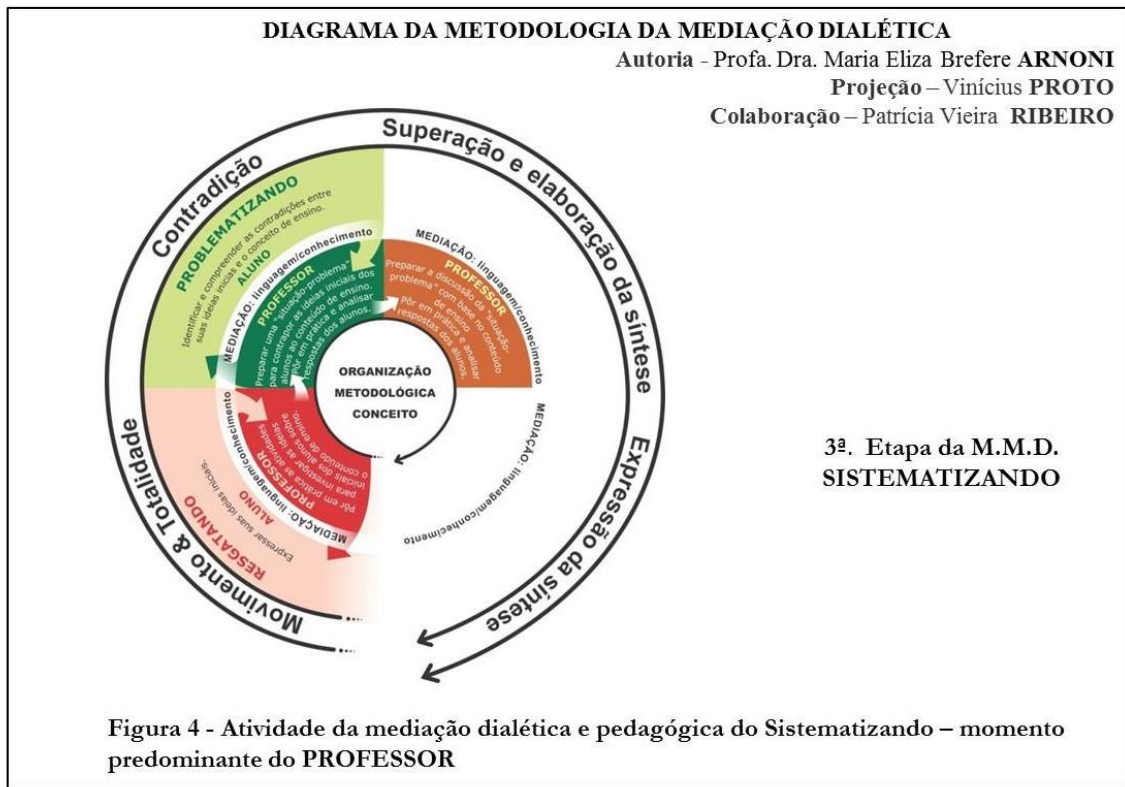 DIAGRAMA DA METODOLOGIA DA MEDIAÇÃO DIALÉTICA
Autoria - Profa. Dra. Maria Eliza Brefere ARNONI
Projeção – Vinícius PROTO
Colaboração – Patrícia Vieira RIBEIRO
Contradição
Superação e elaboração da síntese
PROBLEMATIZANDO
Identificar e compreender as contradições entre
suas ideias inicias e o conceito de ensino.
ALUNO
MEDIAÇÃO: linguagem/conhecimento
PROFESSOR
Preparar uma "situação-problema"
para contrapor as ideias iniciais dos
alunos ao conteúdo de ensino.
Pôr em prática e analisar
respostas dos alunos.
MEDIAÇÃO: linguagem/conhecimento
PROFESSOR
Preparar a discussão da "situação-
problema" com base no conteúdo
de ensino
Pôr em prática e analisar
respostas dos alunos.
ORGANIZAÇÃO
METODOLÓGICA
CONCEITO
Movimento & Totalidade
RESGATANDO
Expressar suas ideias iniciais.
ALUNO
MEDIAÇÃO: linguagem/conhecimento
PROFESSOR
pôr em prática as atividades
para investigar as ideias
iniciais dos alunos sobre
o conteúdo de ensino.
MEDIAÇÃO: linguagem/conhecimento
Expressão da síntese
3ª. Etapa da M.M.D.
SISTEMATIZANDO
Figura 4 - Atividade da mediação dialética e pedagógica do Sistematizando – momento
predominante do PROFESSOR